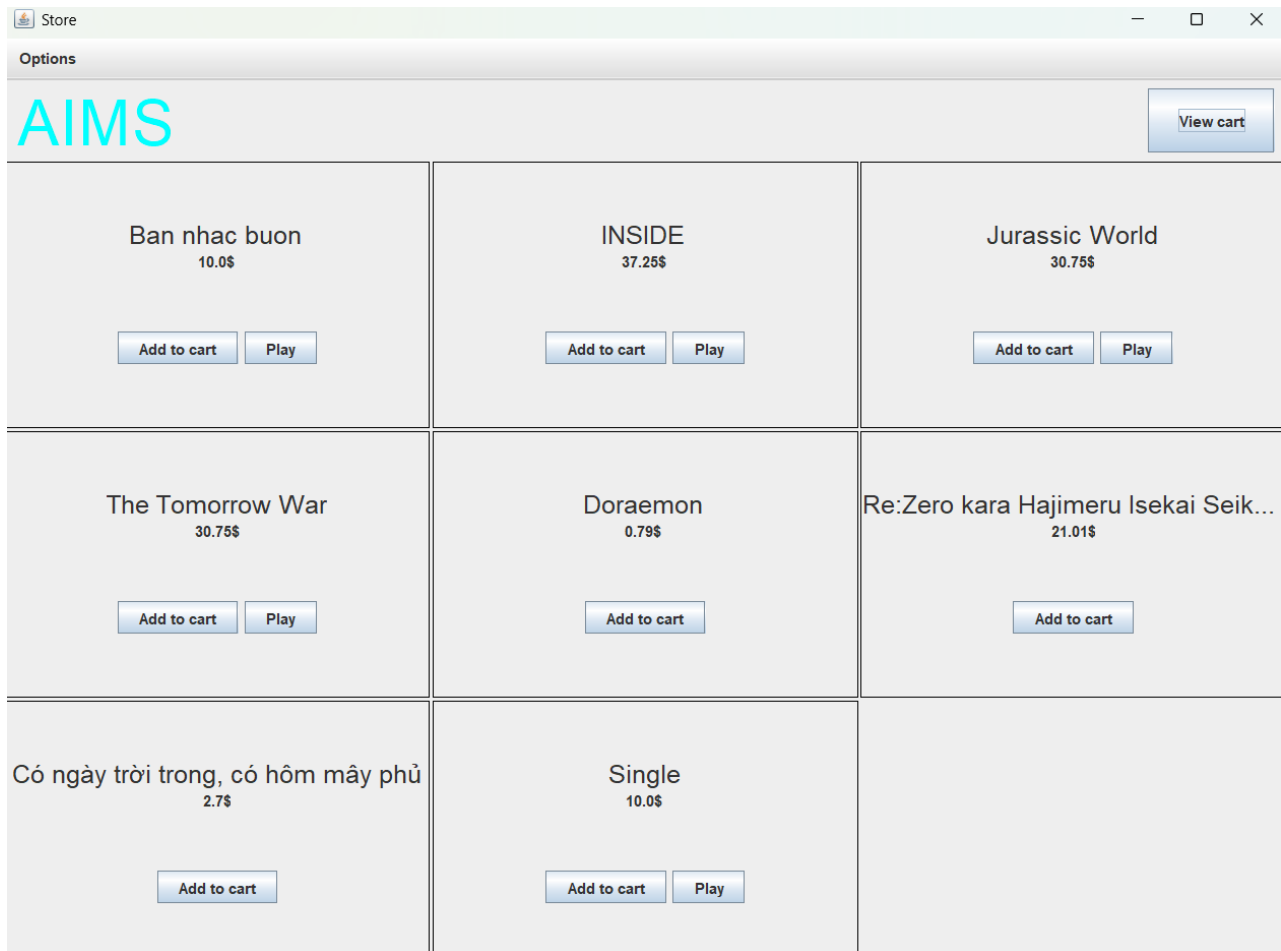 Store
Options
AIMS
View cart
Ban nhac buon
10.0$
Add to cart Play
INSIDE
37.25$
Add to cart Play
Jurassic World
30.75$
Add to cart Play
The Tomorrow War
30.75$
Add to cart Play
Doraemon
0.79$
Add to cart
Re:Zero kara Hajimeru Isekai Seik...
21.01$
Add to cart
Có ngày trời trong, có hôm mây phủ
2.7$
Add to cart
Single
10.0$
Add to cart Play